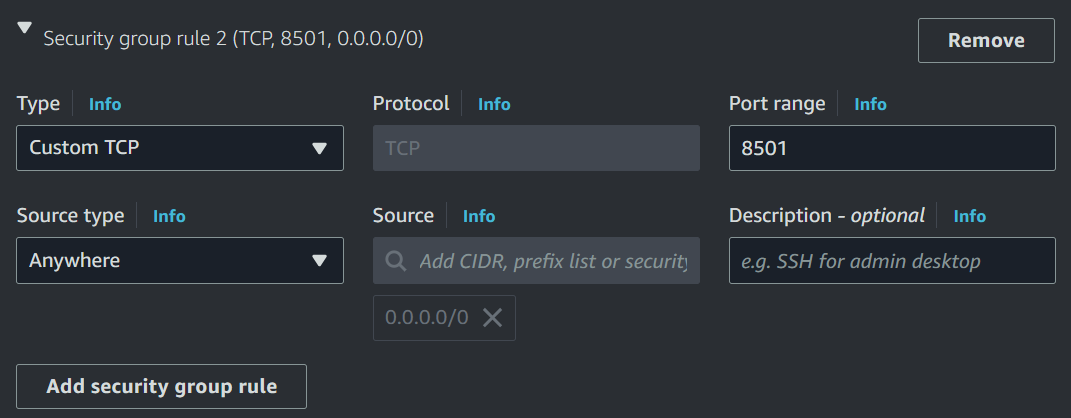 Security group rule 2 (TCP, 8501, 0.0.0.0/0)
Remove
Type Info
Protocol Info
Port range Info
Custom TCP
TCP
8501
Source type Info
Source Info
Description - optional Info
Anywhere
Add CIDR, prefix list or security
e.g. SSH for admin desktop
0.0.0.0/0
Add security group rule